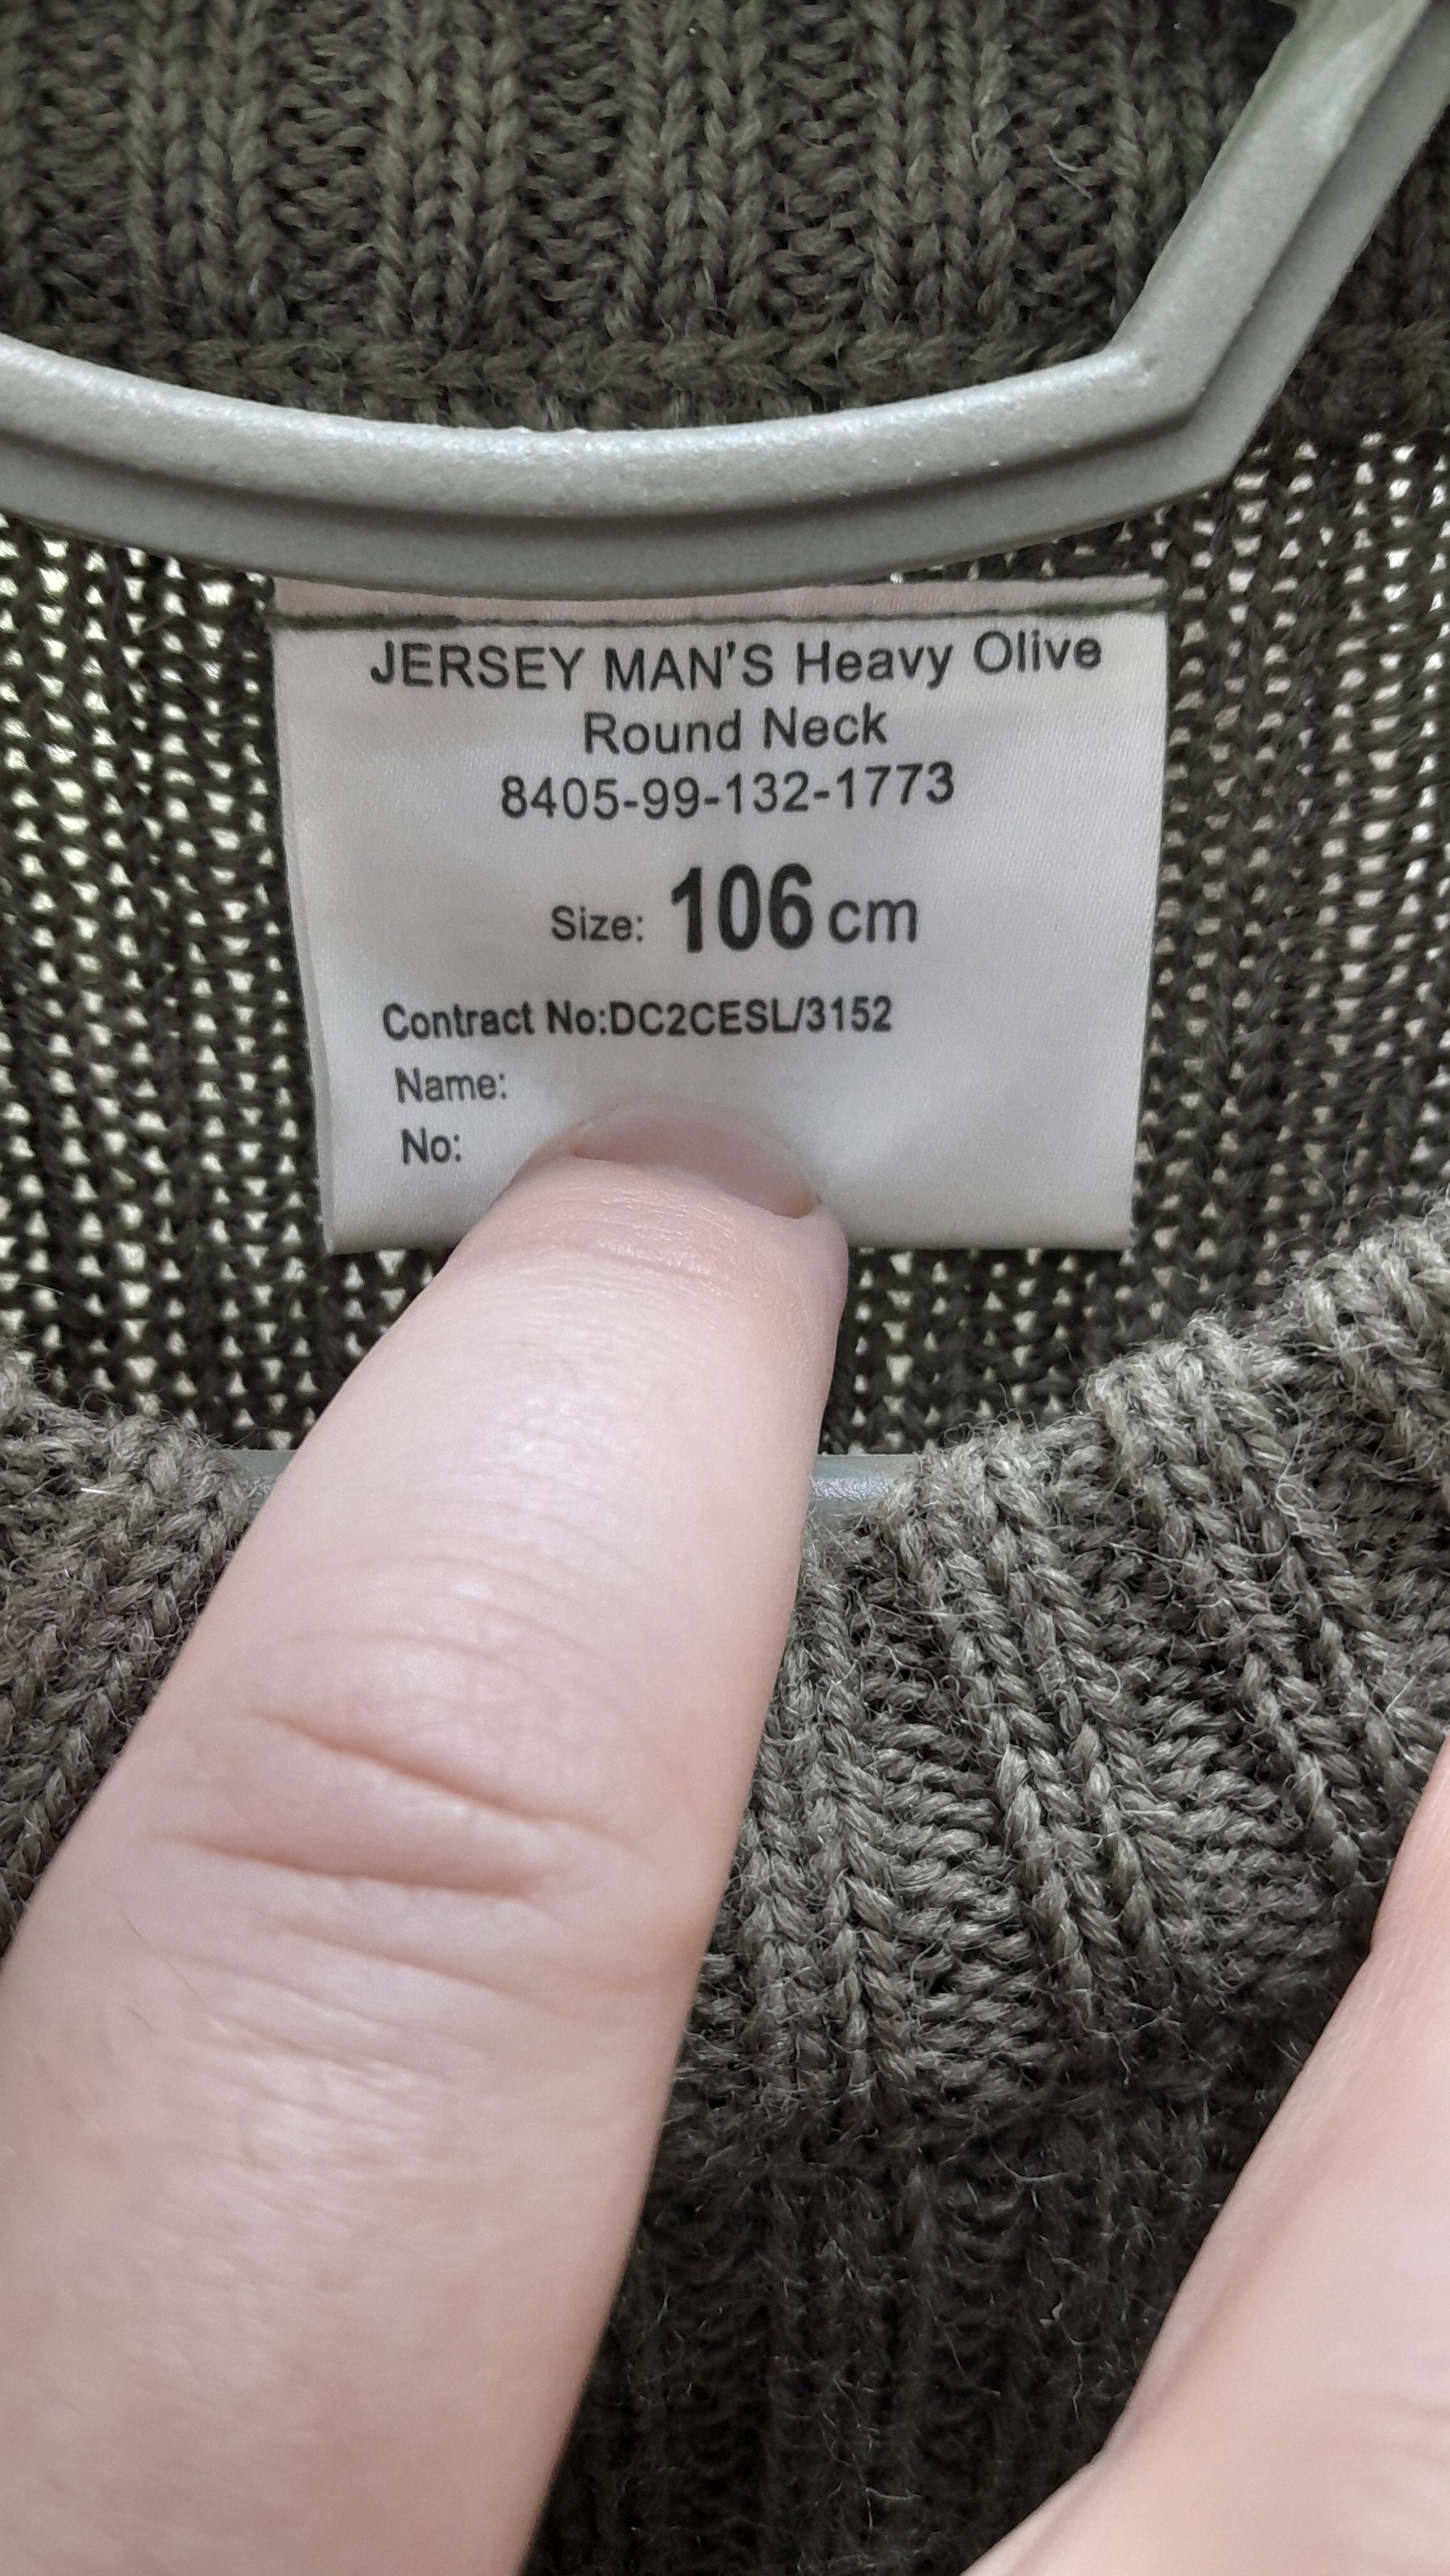 JERSEY MAN'S Heavy Olive
Round Neck
8405-99-132-1773
Size: 106 cm
Contract No:DC2CESL/3152
Name:
No: